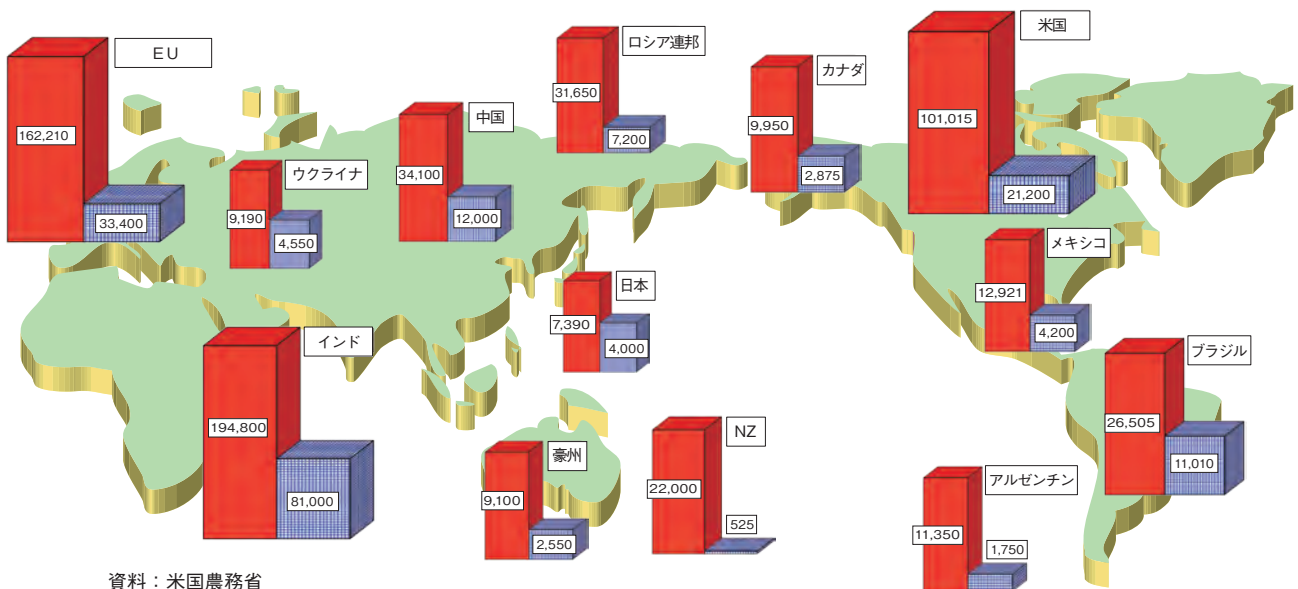 EU
162,210
33,400
ウクライナ
9,190
4,550
中国
34,100
12,000
ロシア連邦
31,650
7,200
カナダ
9,950
2,875
米国
101,015
21,200
メキシコ
12,921
4,200
日本
7,390
4,000
インド
194,800
81,000
豪州
9,100
2,550
NZ
22,000
525
ブラジル
26,505
11,010
アルゼンチン
11,350
1,750
資料：米国農務省